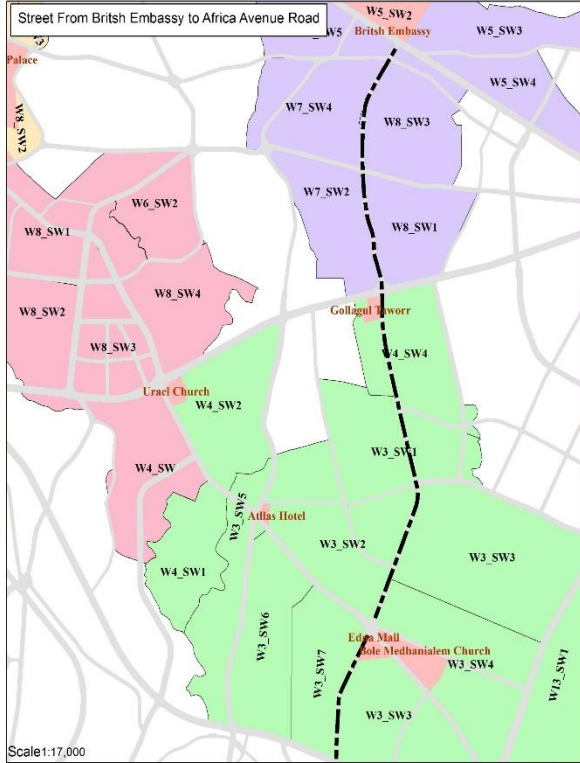 Street From Britsh Embassy to Africa Avenue Road
W5_SW2
Britsh Embassy
W5_SW3
W5
W3
Palace
W5_SW4
W8_SW2
W7_SW4
W8_SW3
W7_SW2
W6_SW2
W8_SW1
W8_SW1
W8_SW4
W8_SW2
Gollagul Taworr
W8_SW3
W4_SW4
Urael Church
W4_SW2
W4_SW
W3_SW1
W3_SW5
Atllas Hotel
W3_SW2
W3_SW3
W4_SW1
W3_SW6
Edna Mall
Bole Medhanialem Church
W3_SW4
W3_SW7
W13_SW1
W3_SW3
Scale1:17,000